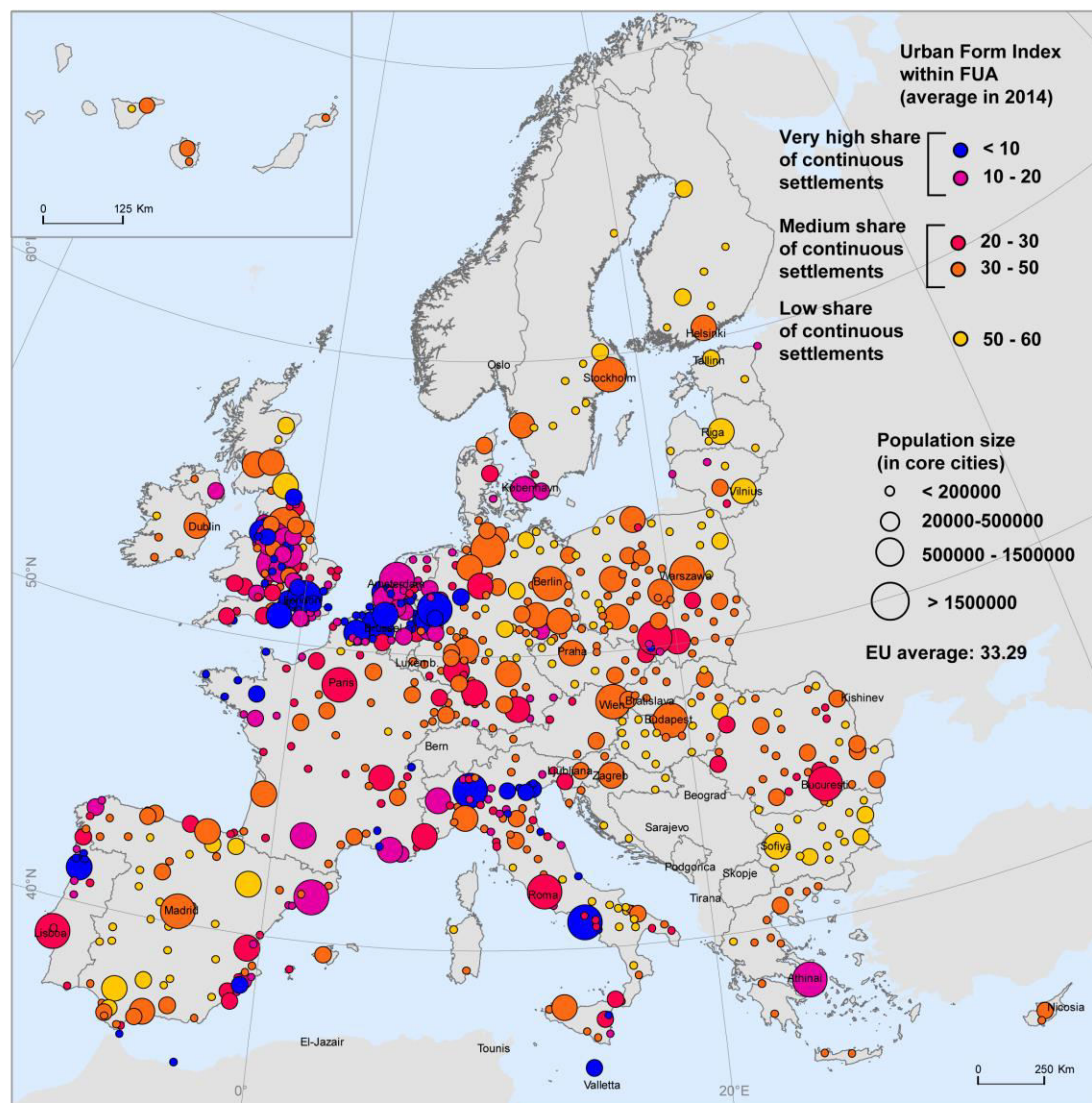 Urban Form Index
within FUA
(average in 2014)
Very high share
of continuous
settlements
< 10
10 - 20
Medium share
of continuous
settlements
20 - 30
30 - 50
Low share
of continuous
settlements
50 - 60
Population size
(in core cities)
< 200000
20000-500000
500000 - 1500000
> 1500000
EU average: 33.29
0
125 Km
60°
50°N
40°N
0°
20°E
0
250 Km
Oslo
Helsinki
Tallinn
Stockholm
Riga
Vilnius
København
Dublin
Amsterdam
Berlin
Warszawa
Luxemb.
Praha
Paris
Kishinev
Wien
Bratislava
Budapest
Bern
Ljubljana
Zagreb
Bucuresti
Beograd
Sarajevo
Sofiya
Podgorica
Skopje
Tirana
Roma
Madrid
Lisboa
Athinai
Nicosia
El-Jazair
Tounis
Valletta